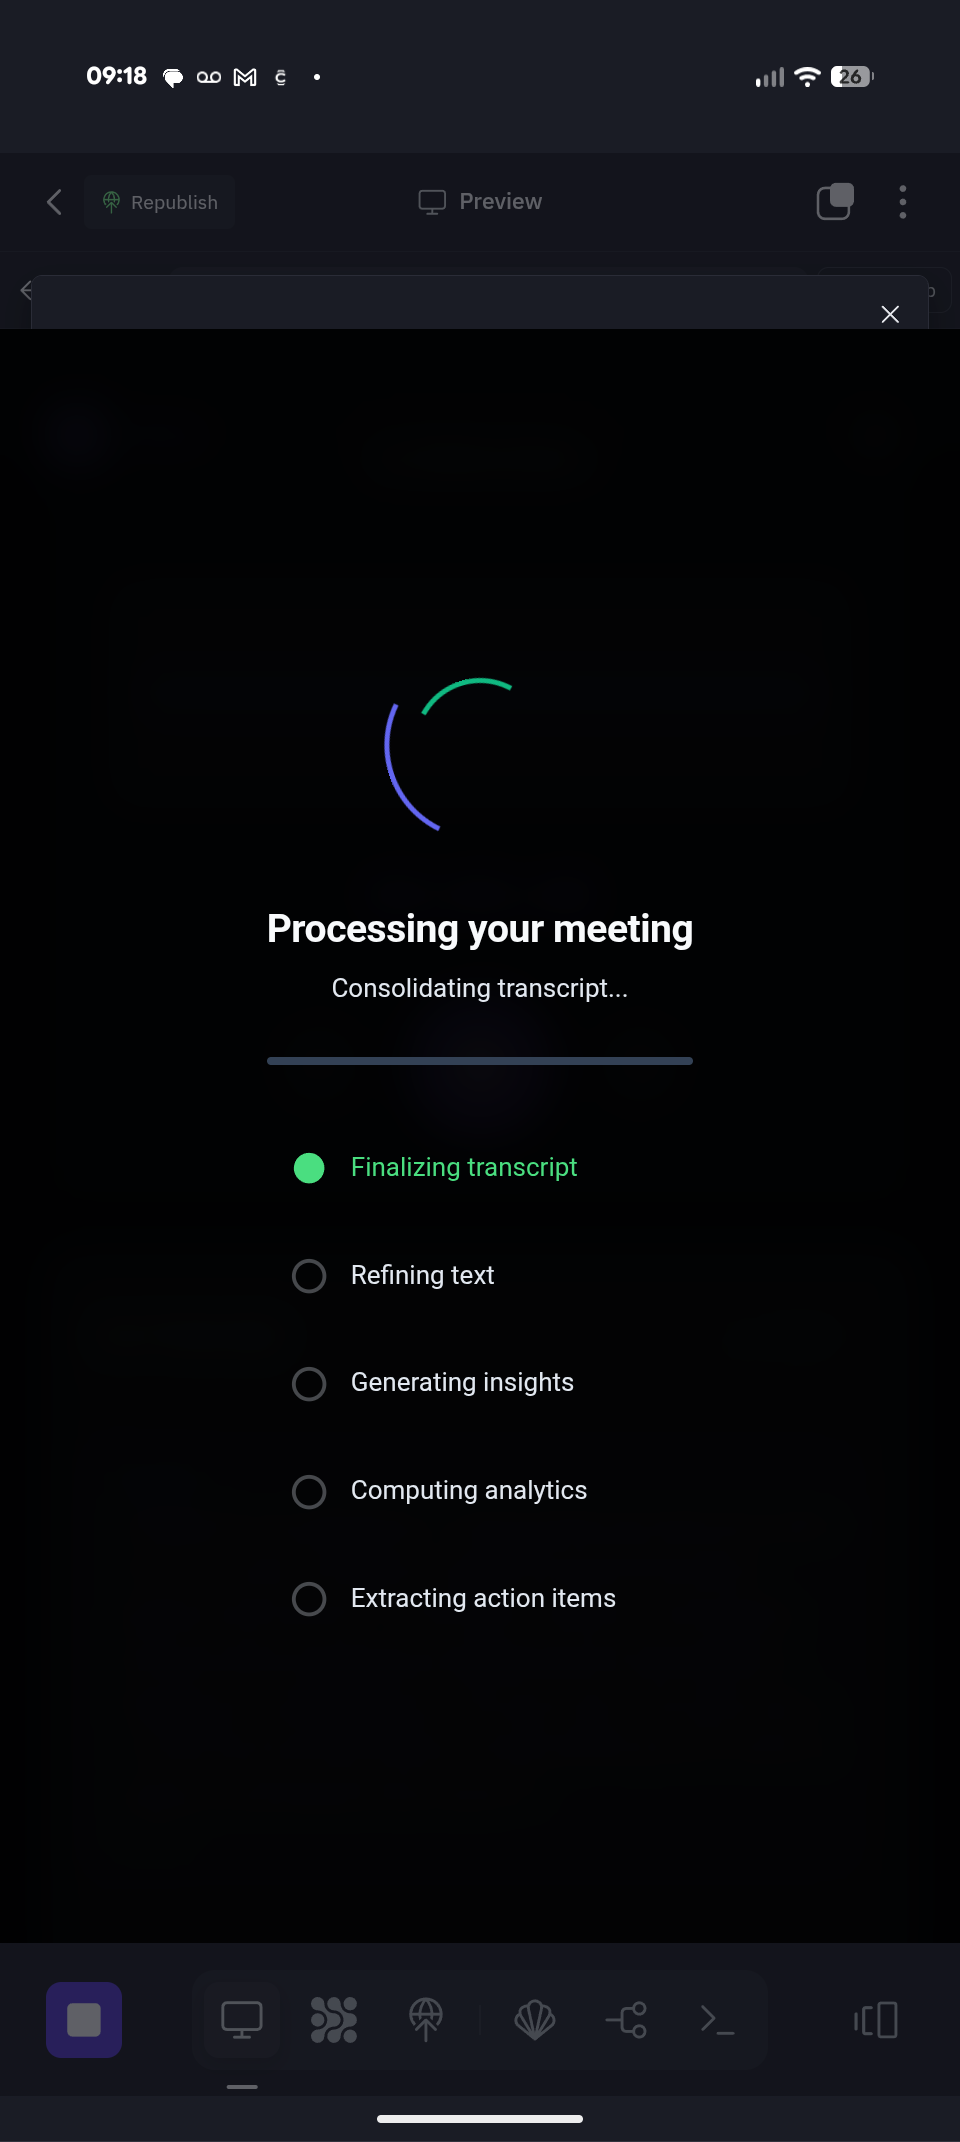 09:18
26
Republish
Preview
Processing your meeting
Consolidating transcript...
Finalizing transcript
Refining text
Generating insights
Computing analytics
Extracting action items